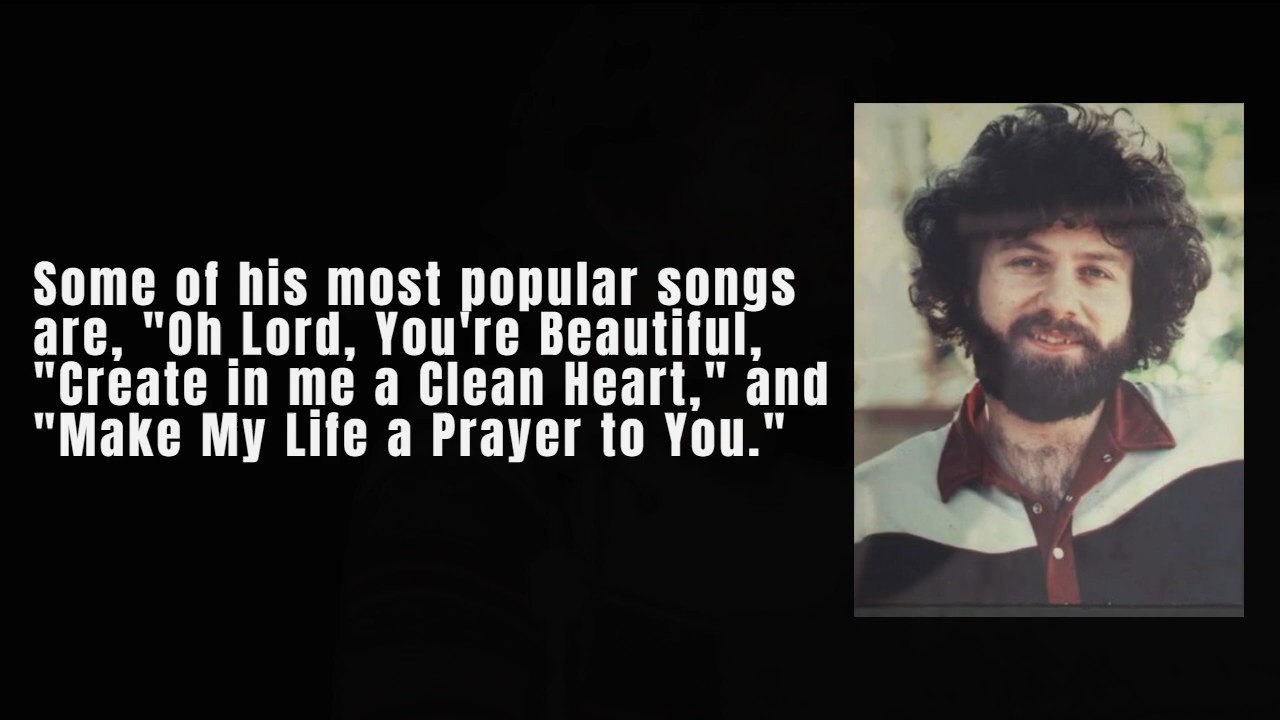 Some of his most popular songs
are, "Oh Lord, You're Beautiful,
"Create in me a Clean Heart," and
"Make My Life a Prayer to You."